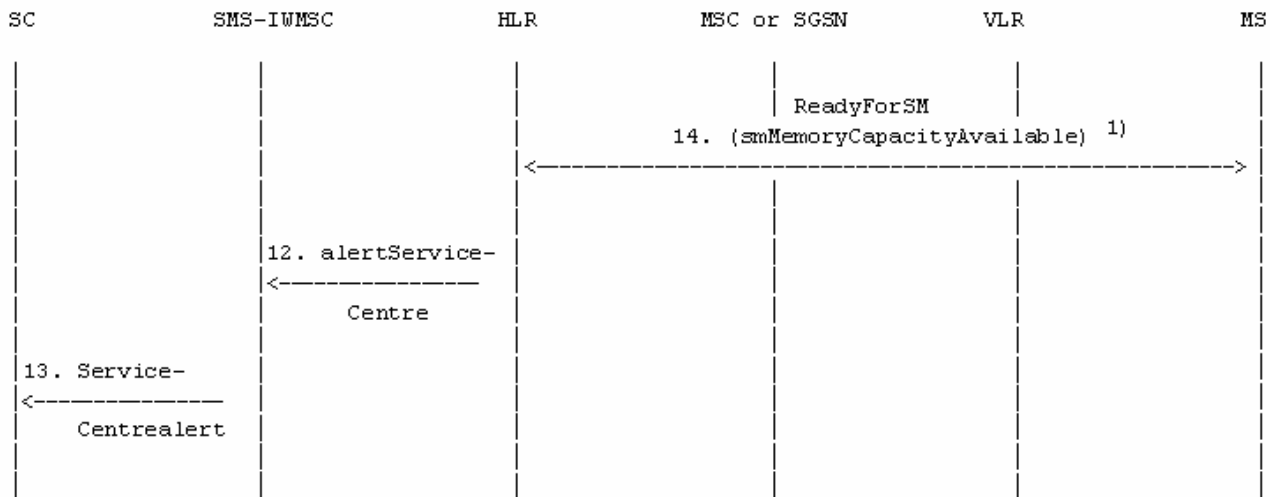 SC SMS-IWMSC HLR MSC or SGSN VLR MS
ReadyForSM
14. (smMemoryCapacityAvailable) 1)
12. alertService-
Centre
13. Service-
Centrealert